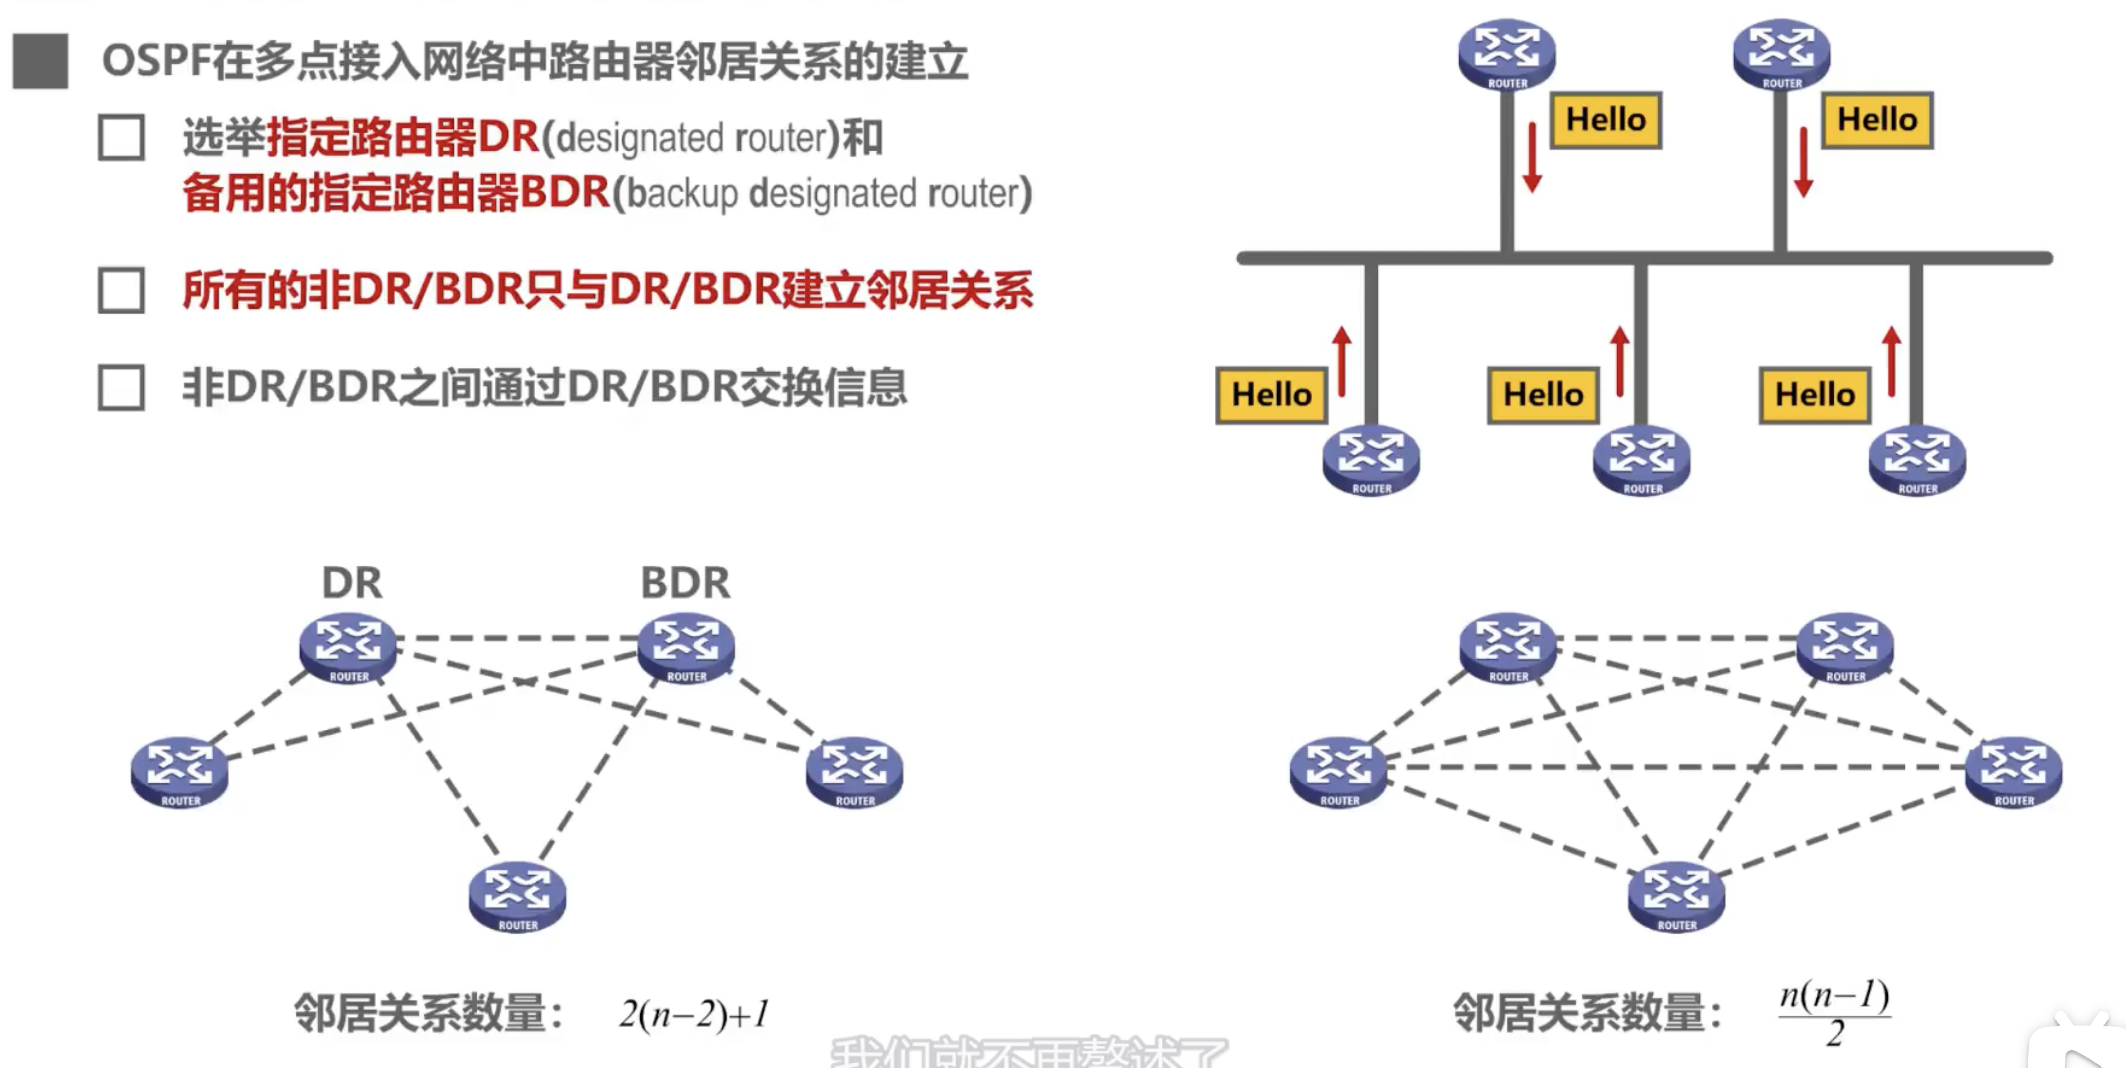 OSPF在多点接入网络中路由器邻居关系的建立
选举指定路由器DR(designated router)和
备用的指定路由器BDR(backup designated router)
所有的非DR/BDR只与DR/BDR建立邻居关系
非DR/BDR之间通过DR/BDR交换信息
ROUTER
ROUTER
Hello
Hello
Hello
Hello
Hello
ROUTER
ROUTER
ROUTER
DR
BDR
ROUTER
ROUTER
ROUTER
ROUTER
ROUTER
邻居关系数量： 2(n−2)+1
ROUTER
ROUTER
ROUTER
ROUTER
ROUTER
邻居关系数量： n(n−1)/2
我们就不再赘述了